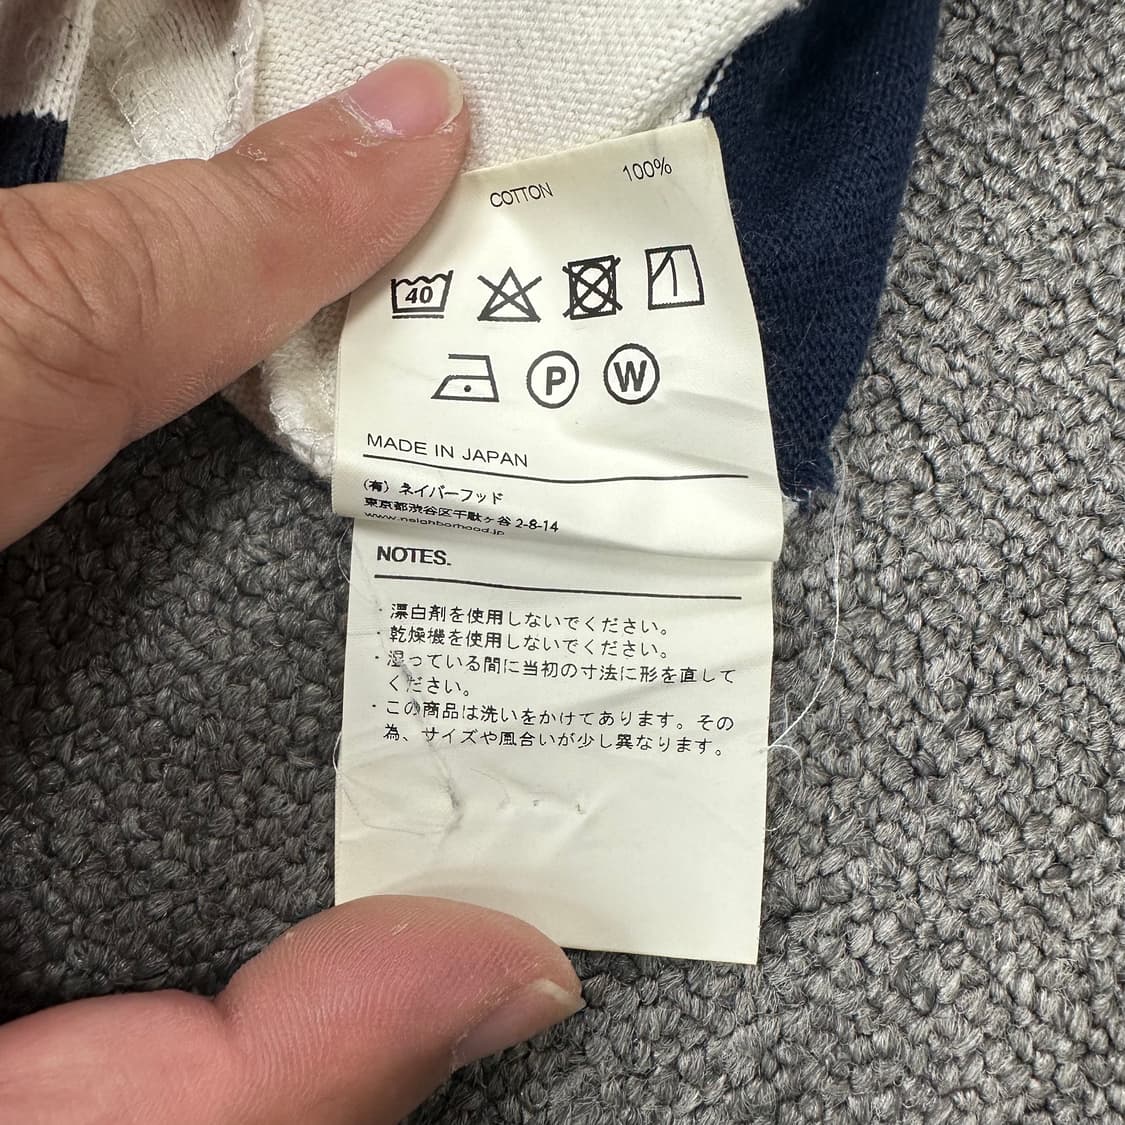 COTTON 100%
40
P W
MADE IN JAPAN
(有) ネイバーフッド
東京都渋谷区千駄ヶ谷 2-8-14
www.neighborhood.jp
NOTES.
・漂白剤を使用しないでください。
・乾燥機を使用しないでください。
・湿っている間に当初の寸法に形を直して
ください。
・この商品は洗いをかけてあります。その
為、サイズや風合いが少し異なります。